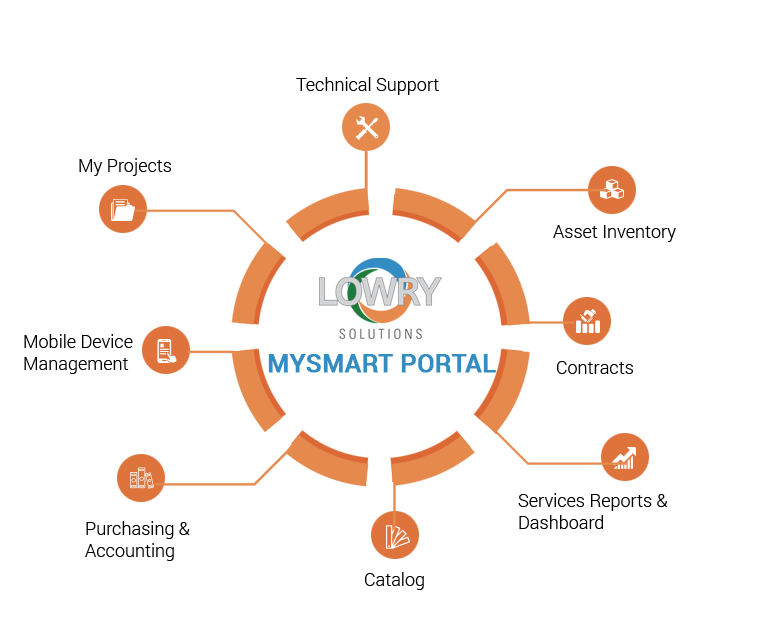 Technical Support
My Projects
Asset Inventory
LOWRY
SOLUTIONS
MYSMART PORTAL
Mobile Device
Management
Contracts
Services Reports &
Dashboard
Purchasing &
Accounting
Catalog